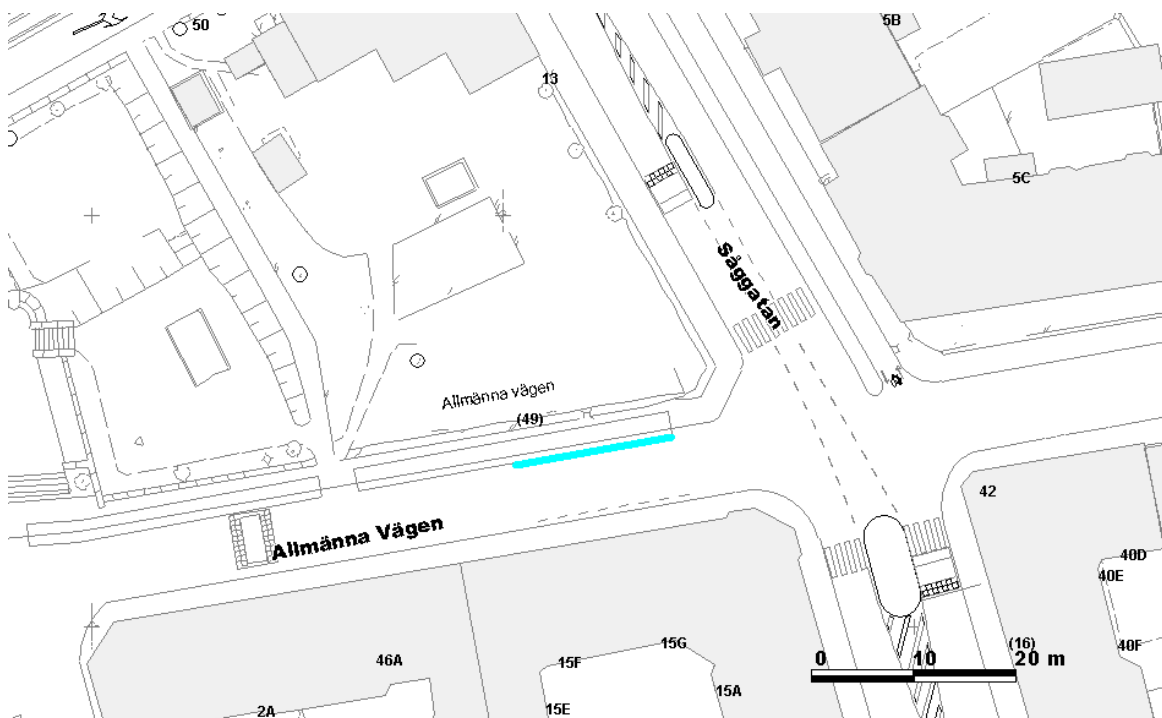 50
5B
13
5C
Såggatan
Allmänna vägen
(49)
42
Allmänna Vägen
40D
40E
46A
15F
15G
(16)
40F
0 10 20 m
15A
2A
15E